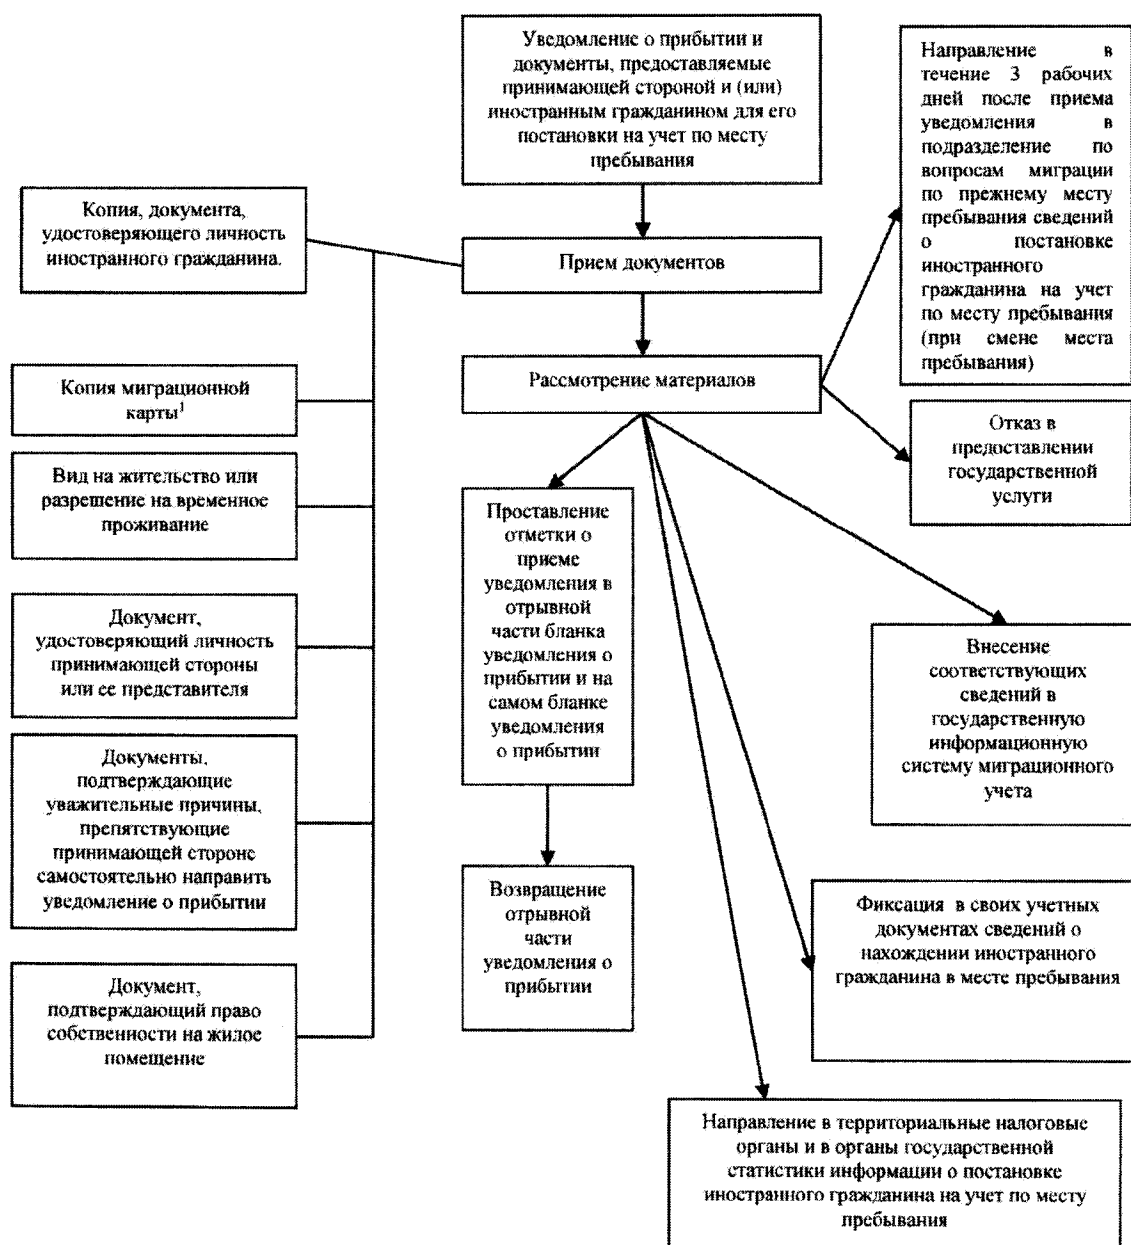 Уведомление о прибытии и
документы, предоставляемые
принимающей стороной и (или)
иностранным гражданином для его
постановки на учет по месту
пребывания
Направление в
течение 3 рабочих
дней после приема
уведомления в
подразделение по
вопросам миграции
по прежнему месту
пребывания сведений
о постановке
иностранного
гражданина на учет
по месту пребывания
(при смене места
пребывания)
Копия, документа,
удостоверяющего личность
иностранного гражданина.
Прием документов
Рассмотрение материалов
Копия миграционной
карты¹
Отказ в
предоставлении
государственной
услуги
Вид на жительство или
разрешение на временное
проживание
Проставление
отметки о
приеме
уведомления в
отрывной
части бланка
уведомления о
прибытии и на
самом бланке
уведомления
о прибытии
Документ,
удостоверяющий личность
принимающей стороны
или ее представителя
Внесение
соответствующих
сведений в
государственную
информационную
систему миграционного
учета
Документы,
подтверждающие
уважительные причины,
препятствующие
принимающей стороне
самостоятельно направить
уведомление о прибытии
Возвращение
отрывной
части
уведомления о
прибытии
Фиксация в своих учетных
документах сведений о
нахождении иностранного
гражданина в месте пребывания
Документ,
подтверждающий право
собственности на жилое
помещение
Направление в территориальные налоговые
органы и в органы государственной
статистики информации о постановке
иностранного гражданина на учет по месту
пребывания